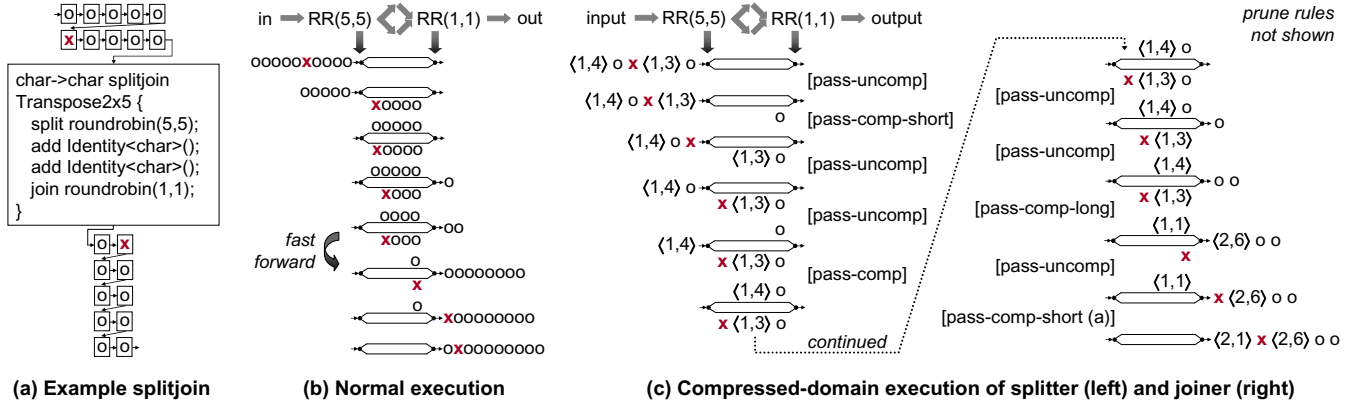 o o o o o
x o o o o
char->char splitjoin
Transpose2x5 {
split roundrobin(5,5);
add Identity<char>();
add Identity<char>();
join roundrobin(1,1);
}
o x
o o
o o
o o
o o
(a) Example splitjoin
in RR(5,5) RR(1,1) out
oooooxoooo
ooooo
xoooo
ooooo
xoooo
ooooo
o
xooo
oooo
oo
xooo
fast
forward
o
oooooooo
x
o
xoooooooo
oxoooooooo
(b) Normal execution
input RR(5,5) RR(1,1) output
⟨1,4⟩ o x ⟨1,3⟩ o
[pass-uncomp]
⟨1,4⟩ o x ⟨1,3⟩
o
[pass-comp-short]
⟨1,4⟩ o x
⟨1,3⟩ o
[pass-uncomp]
⟨1,4⟩ o
x ⟨1,3⟩ o
[pass-uncomp]
o
⟨1,4⟩
x ⟨1,3⟩ o
[pass-comp]
⟨1,4⟩ o
x ⟨1,3⟩ o
continued
prune rules
not shown
⟨1,4⟩ o
x ⟨1,3⟩ o
[pass-uncomp]
⟨1,4⟩ o
o
x ⟨1,3⟩
[pass-uncomp]
⟨1,4⟩
o o
x ⟨1,3⟩
[pass-comp-long]
⟨1,1⟩
⟨2,6⟩ o o
x
[pass-uncomp]
⟨1,1⟩
x ⟨2,6⟩ o o
[pass-comp-short (a)]
⟨2,1⟩ x ⟨2,6⟩ o o
(c) Compressed-domain execution of splitter (left) and joiner (right)